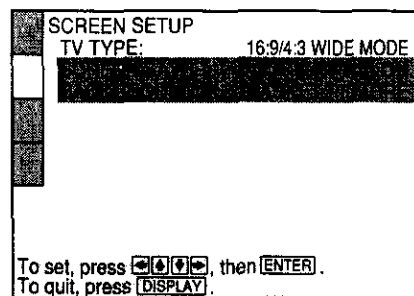 SCREEN SETUP
TV TYPE: 16:9/4:3 WIDE MODE
To set, press ←↑↓→, then ENTER.
To quit, press DISPLAY.